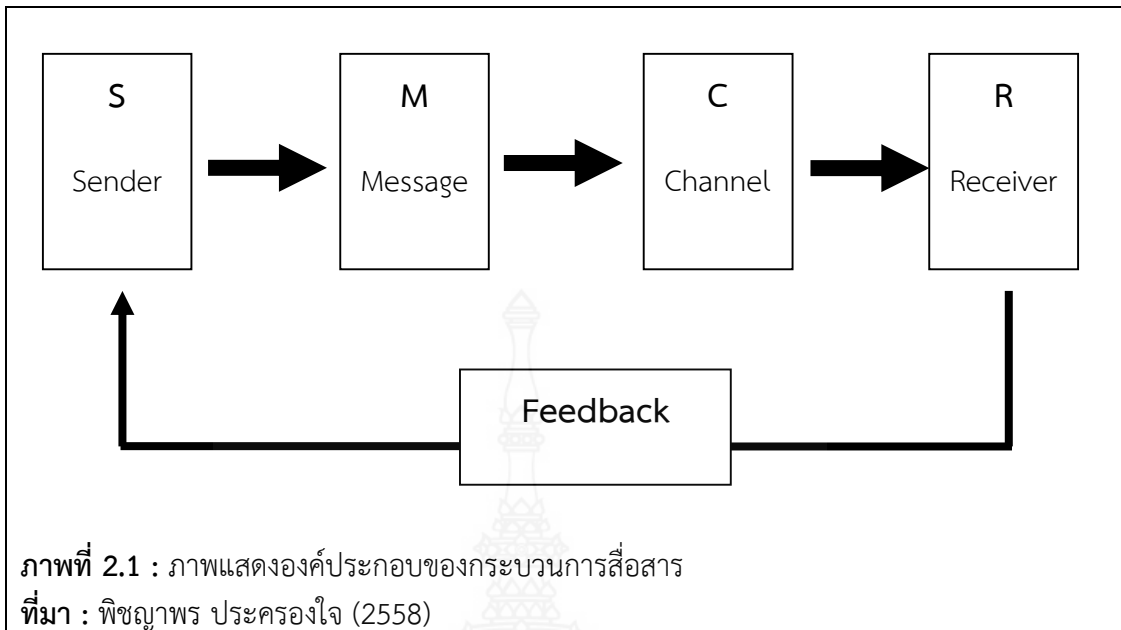 S M C R
Sender Message Channel Receiver
Feedback
ภาพที่ 2.1 : ภาพแสดงองค์ประกอบของกระบวนการสื่อสาร
ที่มา : พิชญาพร ประครองใจ (2558)